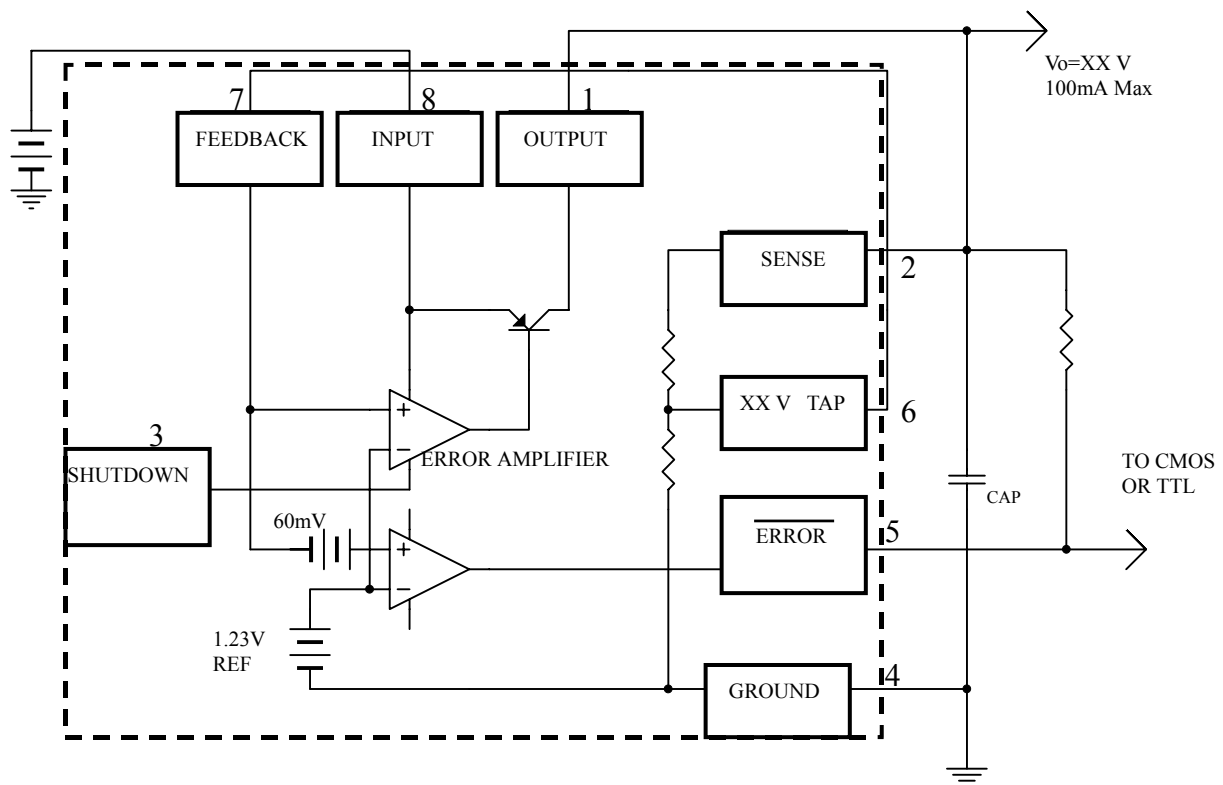 Vo=XX V
100mA Max
7
8
1
FEEDBACK
INPUT
OUTPUT
SENSE
2
XX V TAP
6
+
−
ERROR AMPLIFIER
3
SHUTDOWN
TO CMOS
OR TTL
CAP
60mV
+
−
ERROR
5
1.23V
REF
GROUND
4